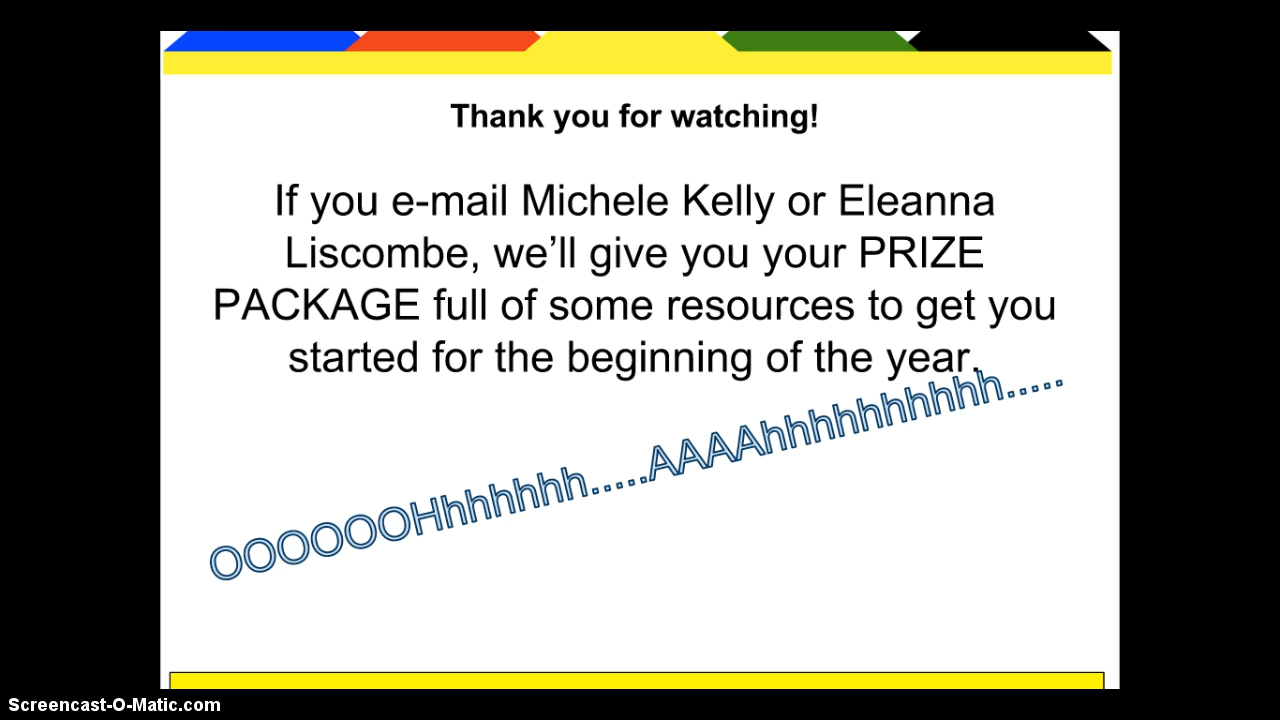 Thank you for watching!
If you e-mail Michele Kelly or Eleanna
Liscombe, we’ll give you your PRIZE
PACKAGE full of some resources to get you
started for the beginning of the year.
OOOOOOHhhhhhh.....AAAAhhhhhhhhhh.....
Screencast-O-Matic.com